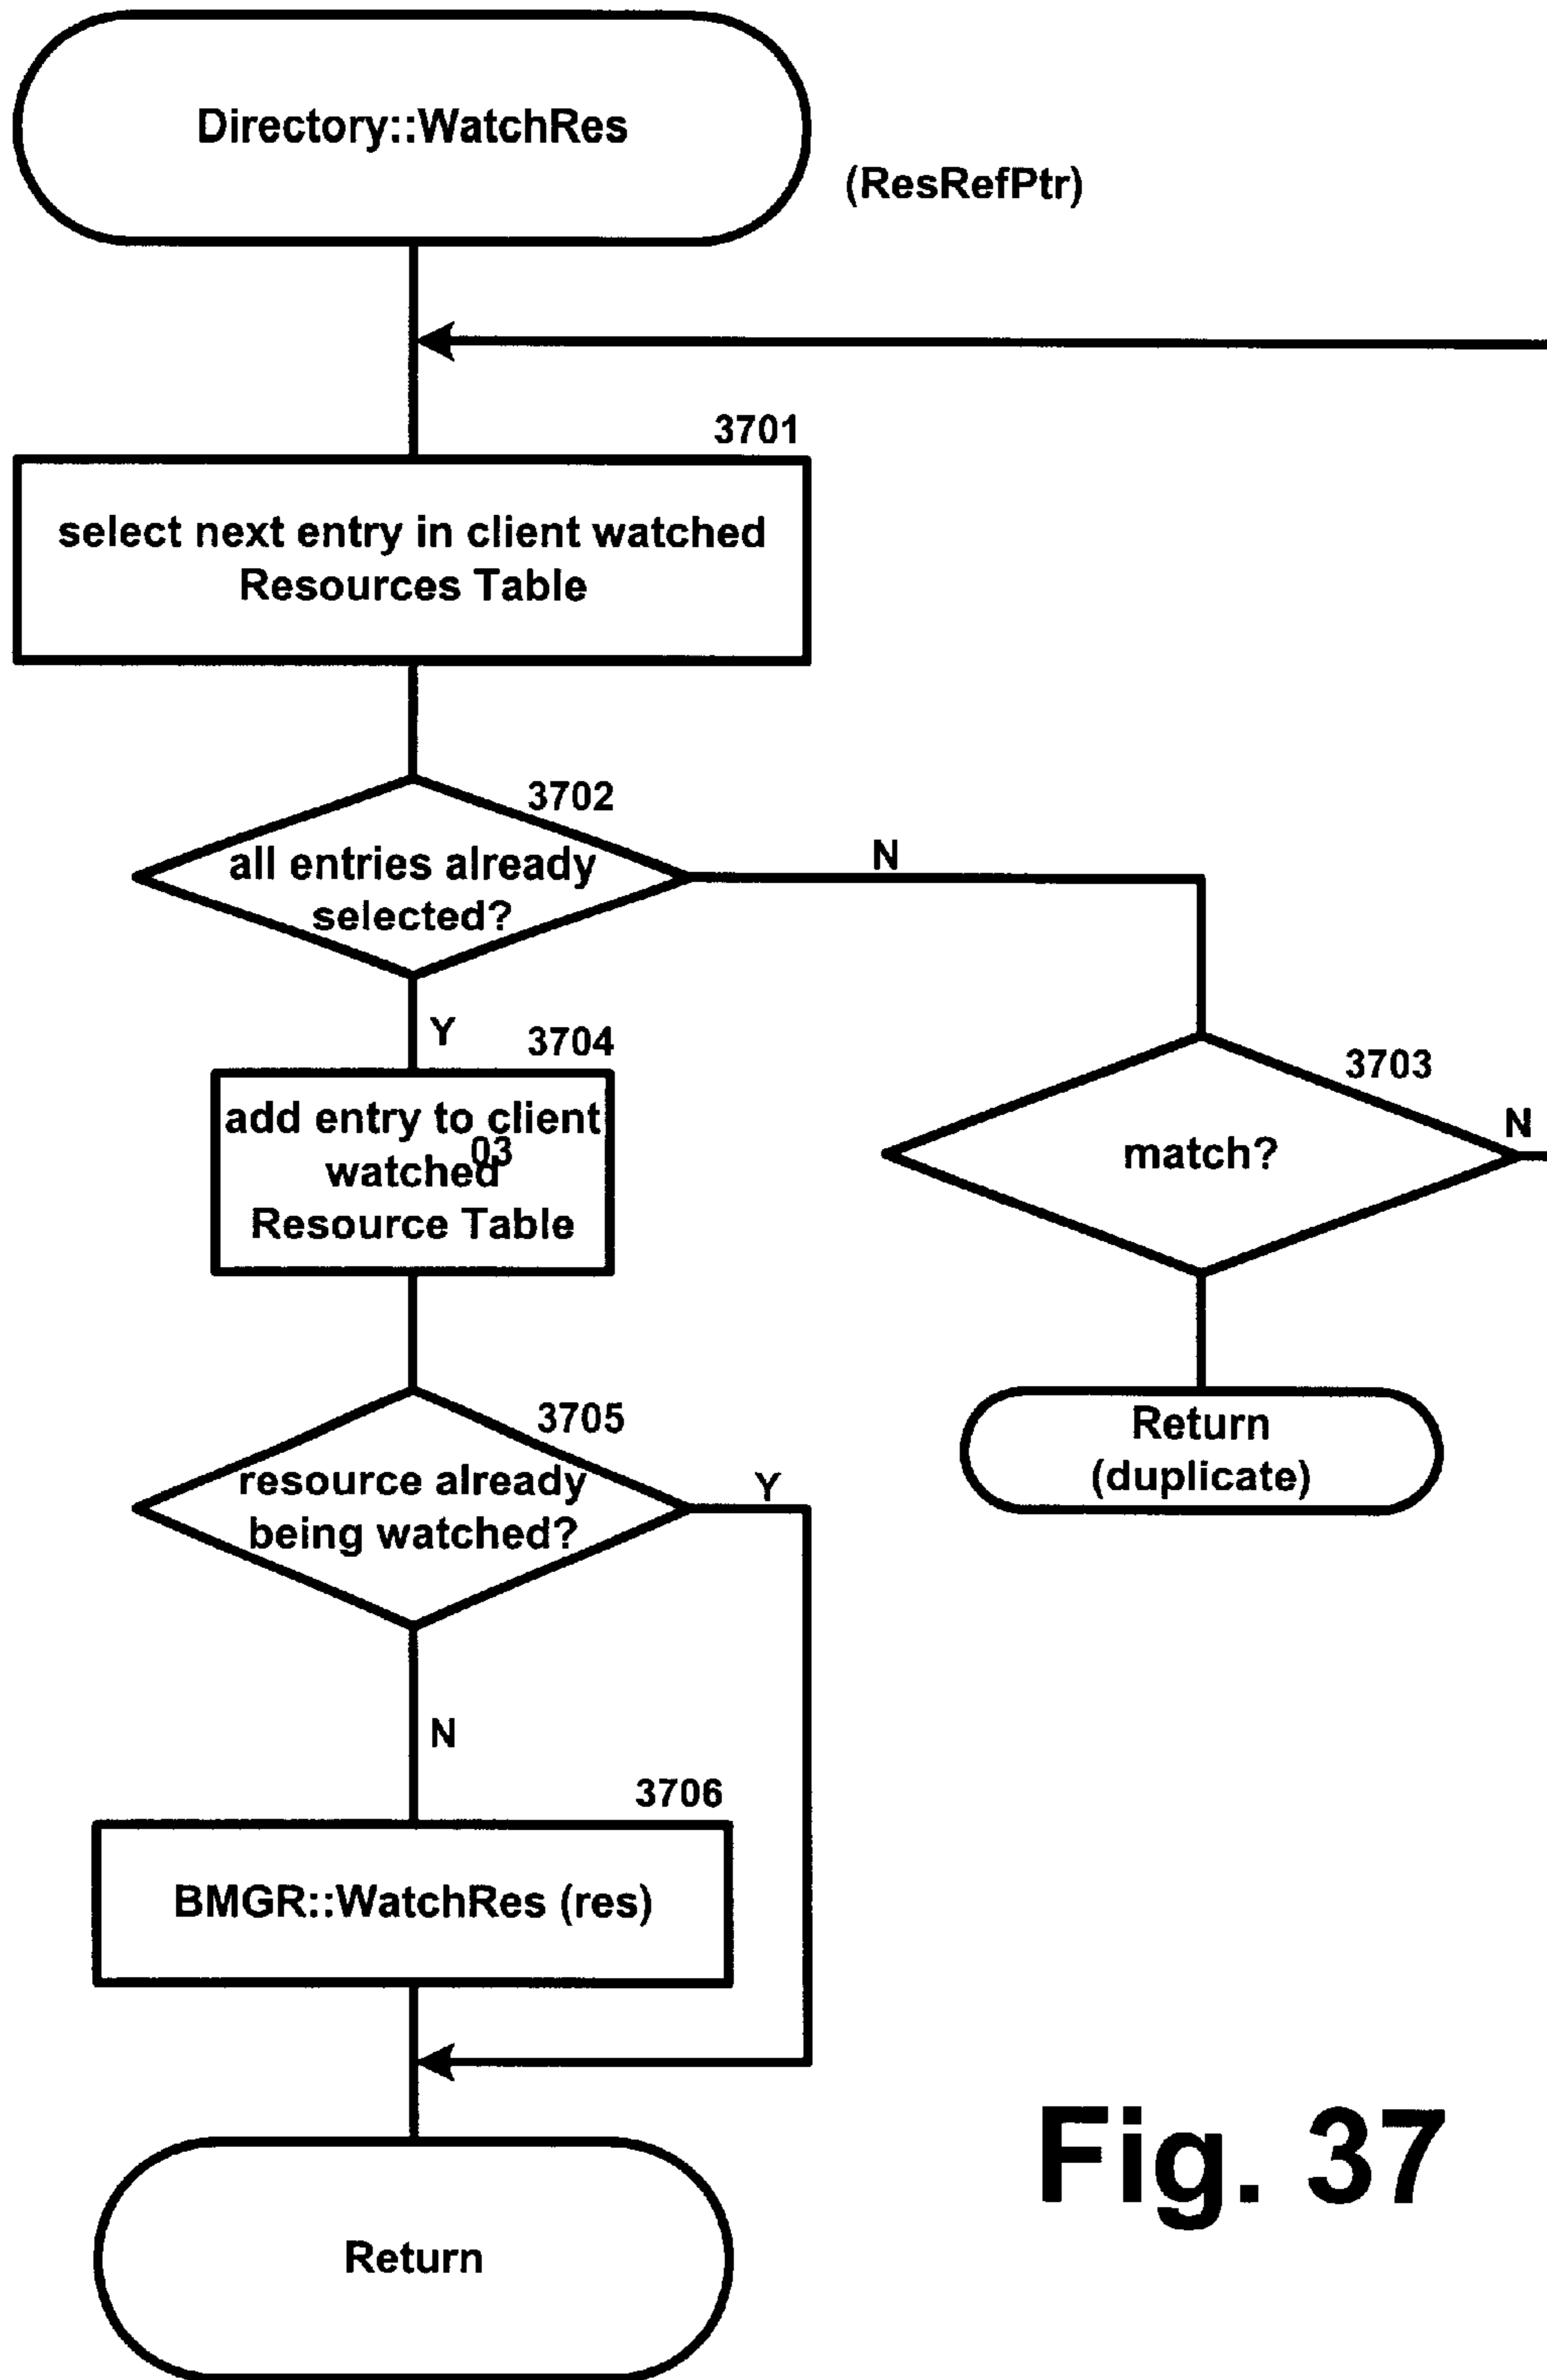 Directory::WatchRes
(ResRefPtr)
3701
select next entry in client watched
Resources Table
3702
all entries already
selected?
N
Y
3704
add entry to client
03
watched
Resource Table
3703
match?
N
Return
(duplicate)
3705
resource already
being watched?
Y
N
3706
BMGR::WatchRes (res)
Return
Fig. 37